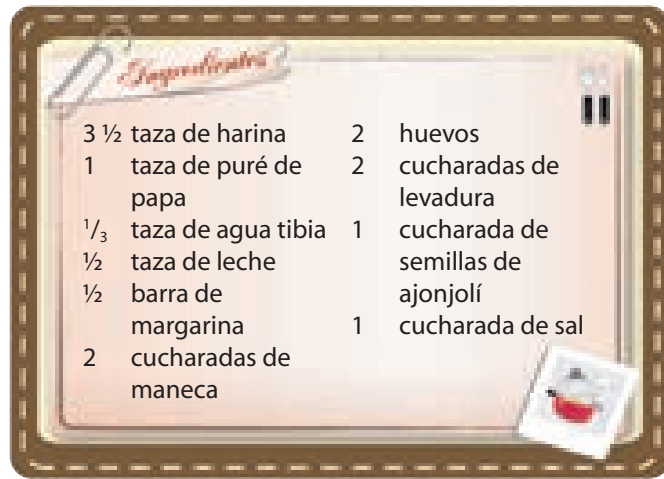 Ingredientes
3 ½ taza de harina
1 taza de puré de
papa
1/3 taza de agua tibia
½ taza de leche
½ barra de
margarina
2 cucharadas de
maneca
2 huevos
2 cucharadas de
levadura
1 cucharada de
semillas de
ajonjolí
1 cucharada de sal